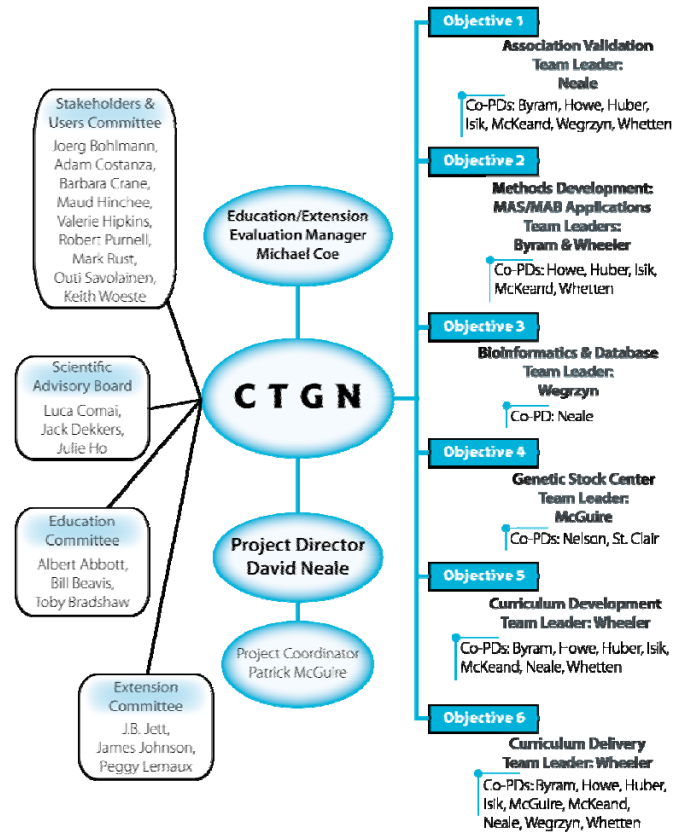 Stakeholders &
Users Committee
Joerg Bohlmann,
Adam Costanza,
Barbara Crane,
Maud Hinchee,
Valerie Hipkins,
Robert Purnell,
Mark Rust,
Outi Savolainen,
Keith Woeste
Scientific
Advisory Board
Luca Comai,
Jack Dekkers,
Julie Ho
Education
Committee
Albert Abbott,
Bill Beavis,
Toby Bradshaw
Extension
Committee
J.B. Jett,
James Johnson,
Peggy Lemaux
Education/Extension
Evaluation Manager
Michael Coe
C T G N
Project Director
David Neale
Project Coordinator
Patrick McGuire
Objective 1
Association Validation
Team Leader:
Neale
Co-PDs: Byram, Howe, Huber,
Isik, McKeand, Wegrzyn, Whetten
Objective 2
Methods Development:
MAS/MAB Applications
Team Leaders:
Byram & Wheeler
Co-PDs: Howe, Huber, Isik,
McKeand, Whetten
Objective 3
Bioinformatics & Database
Team Leader:
Wegrzyn
Co-PD: Neale
Objective 4
Genetic Stock Center
Team Leader:
McGuire
Co-PDs: Nelson, St. Clair
Objective 5
Curriculum Development
Team Leader: Wheeler
Co-PDs: Byram, Howe, Huber, Isik,
McKeand, Neale, Whetten
Objective 6
Curriculum Delivery
Team Leader: Wheeler
Co-PDs: Byram, Howe, Huber,
Isik, McGuire, McKeand,
Neale, Wegrzyn, Whetten